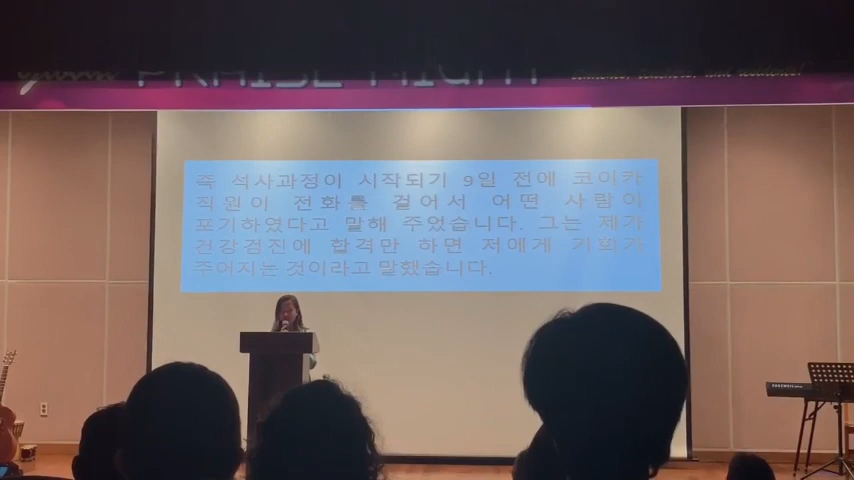 PRAISE NIGHT
즉 석사과정이 시작되기 9일 전에 코이카
직원이 전화를 걸어서 어떤 사람이
포기하였다고 말해 주었습니다. 그는 제가
건강검진에 합격만 하면 저에게 기회가
주어지는 것이라고 말했습니다.
KURZWEIL